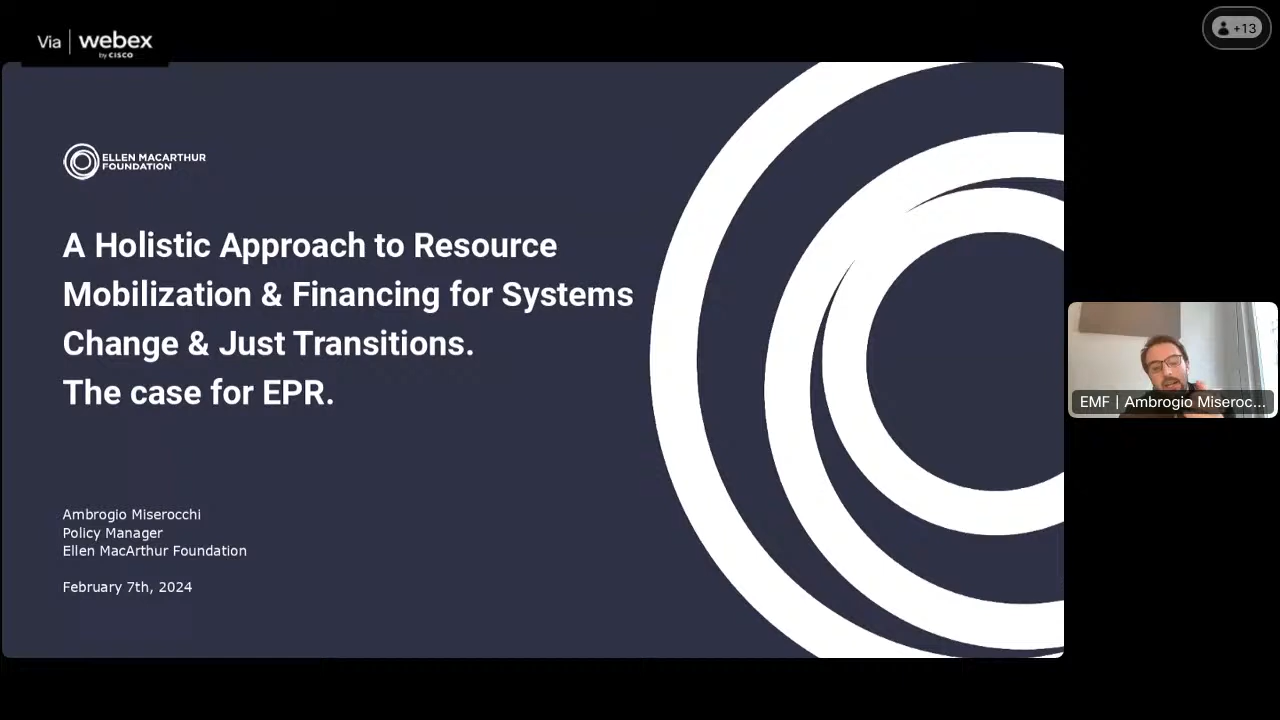 Via webex
by CISCO
+13
ELLEN MACARTHUR
FOUNDATION
A Holistic Approach to Resource
Mobilization & Financing for Systems
Change & Just Transitions.
The case for EPR.
Ambrogio Miserocchi
Policy Manager
Ellen MacArthur Foundation
February 7th, 2024
EMF | Ambrogio Miseroc...